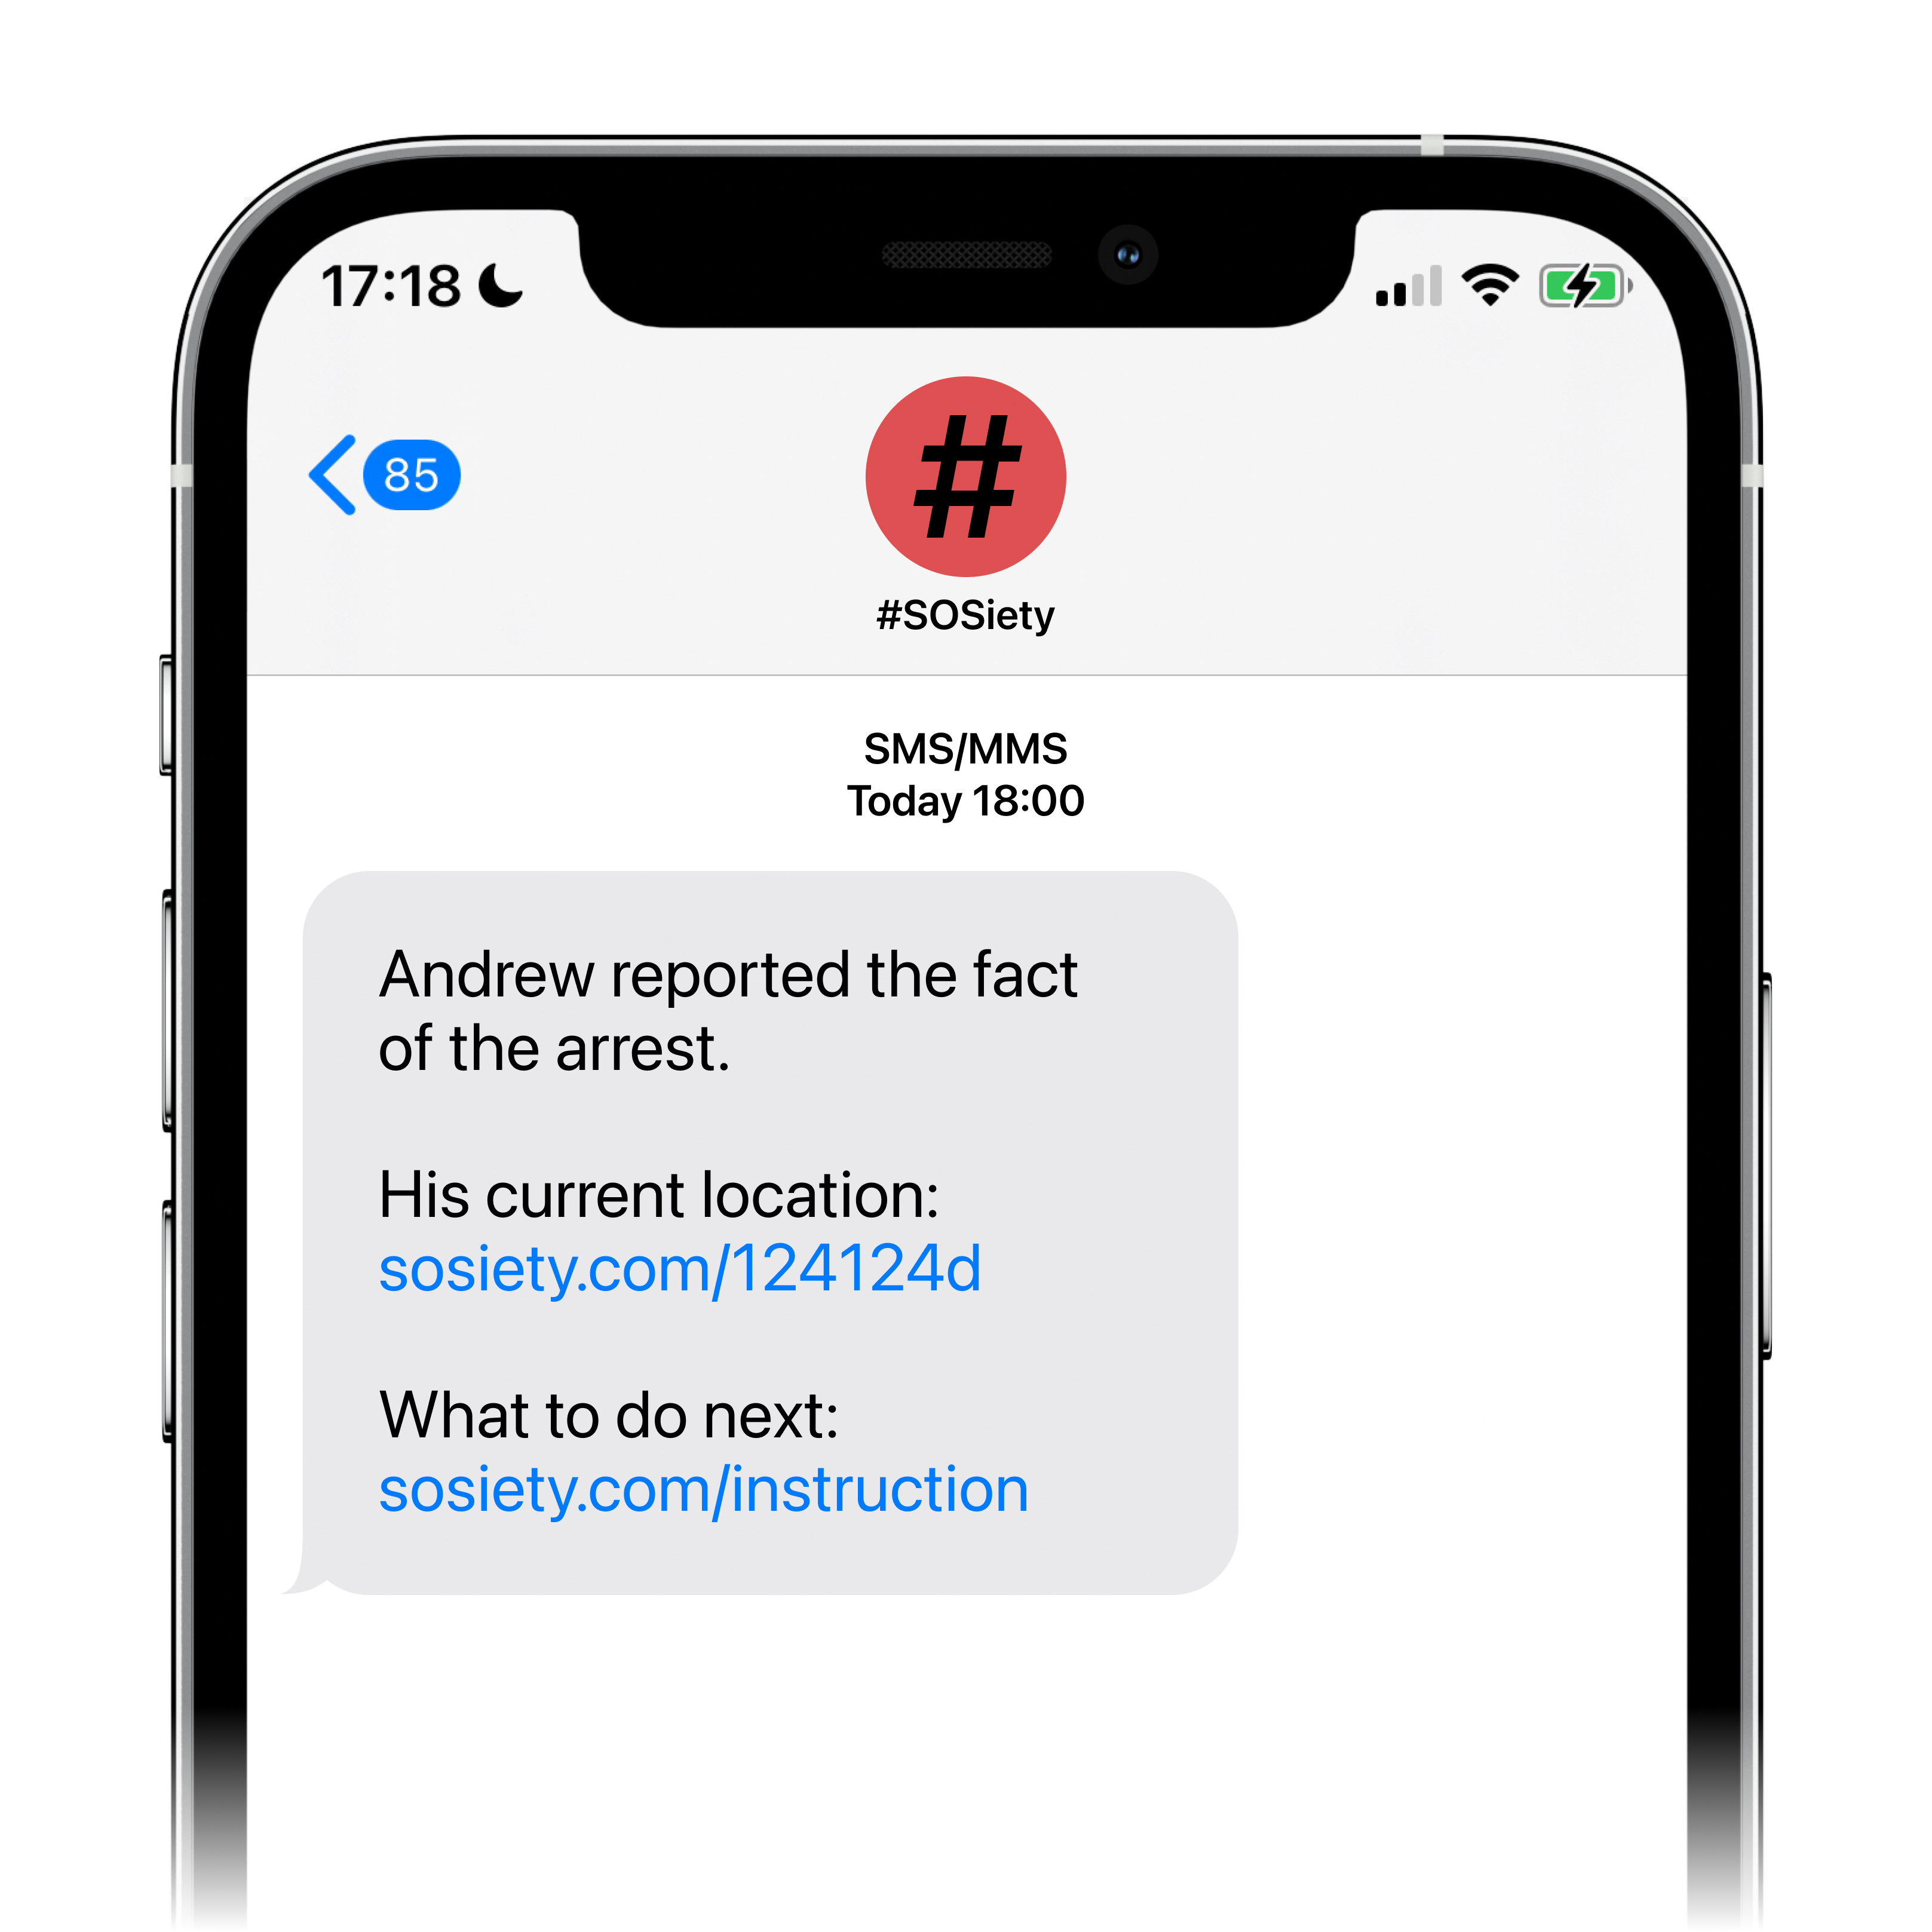 17:18
85
#
#SOSiety
SMS/MMS
Today 18:00
Andrew reported the fact
of the arrest.
His current location:
sosiety.com/124124d
What to do next:
sosiety.com/instruction